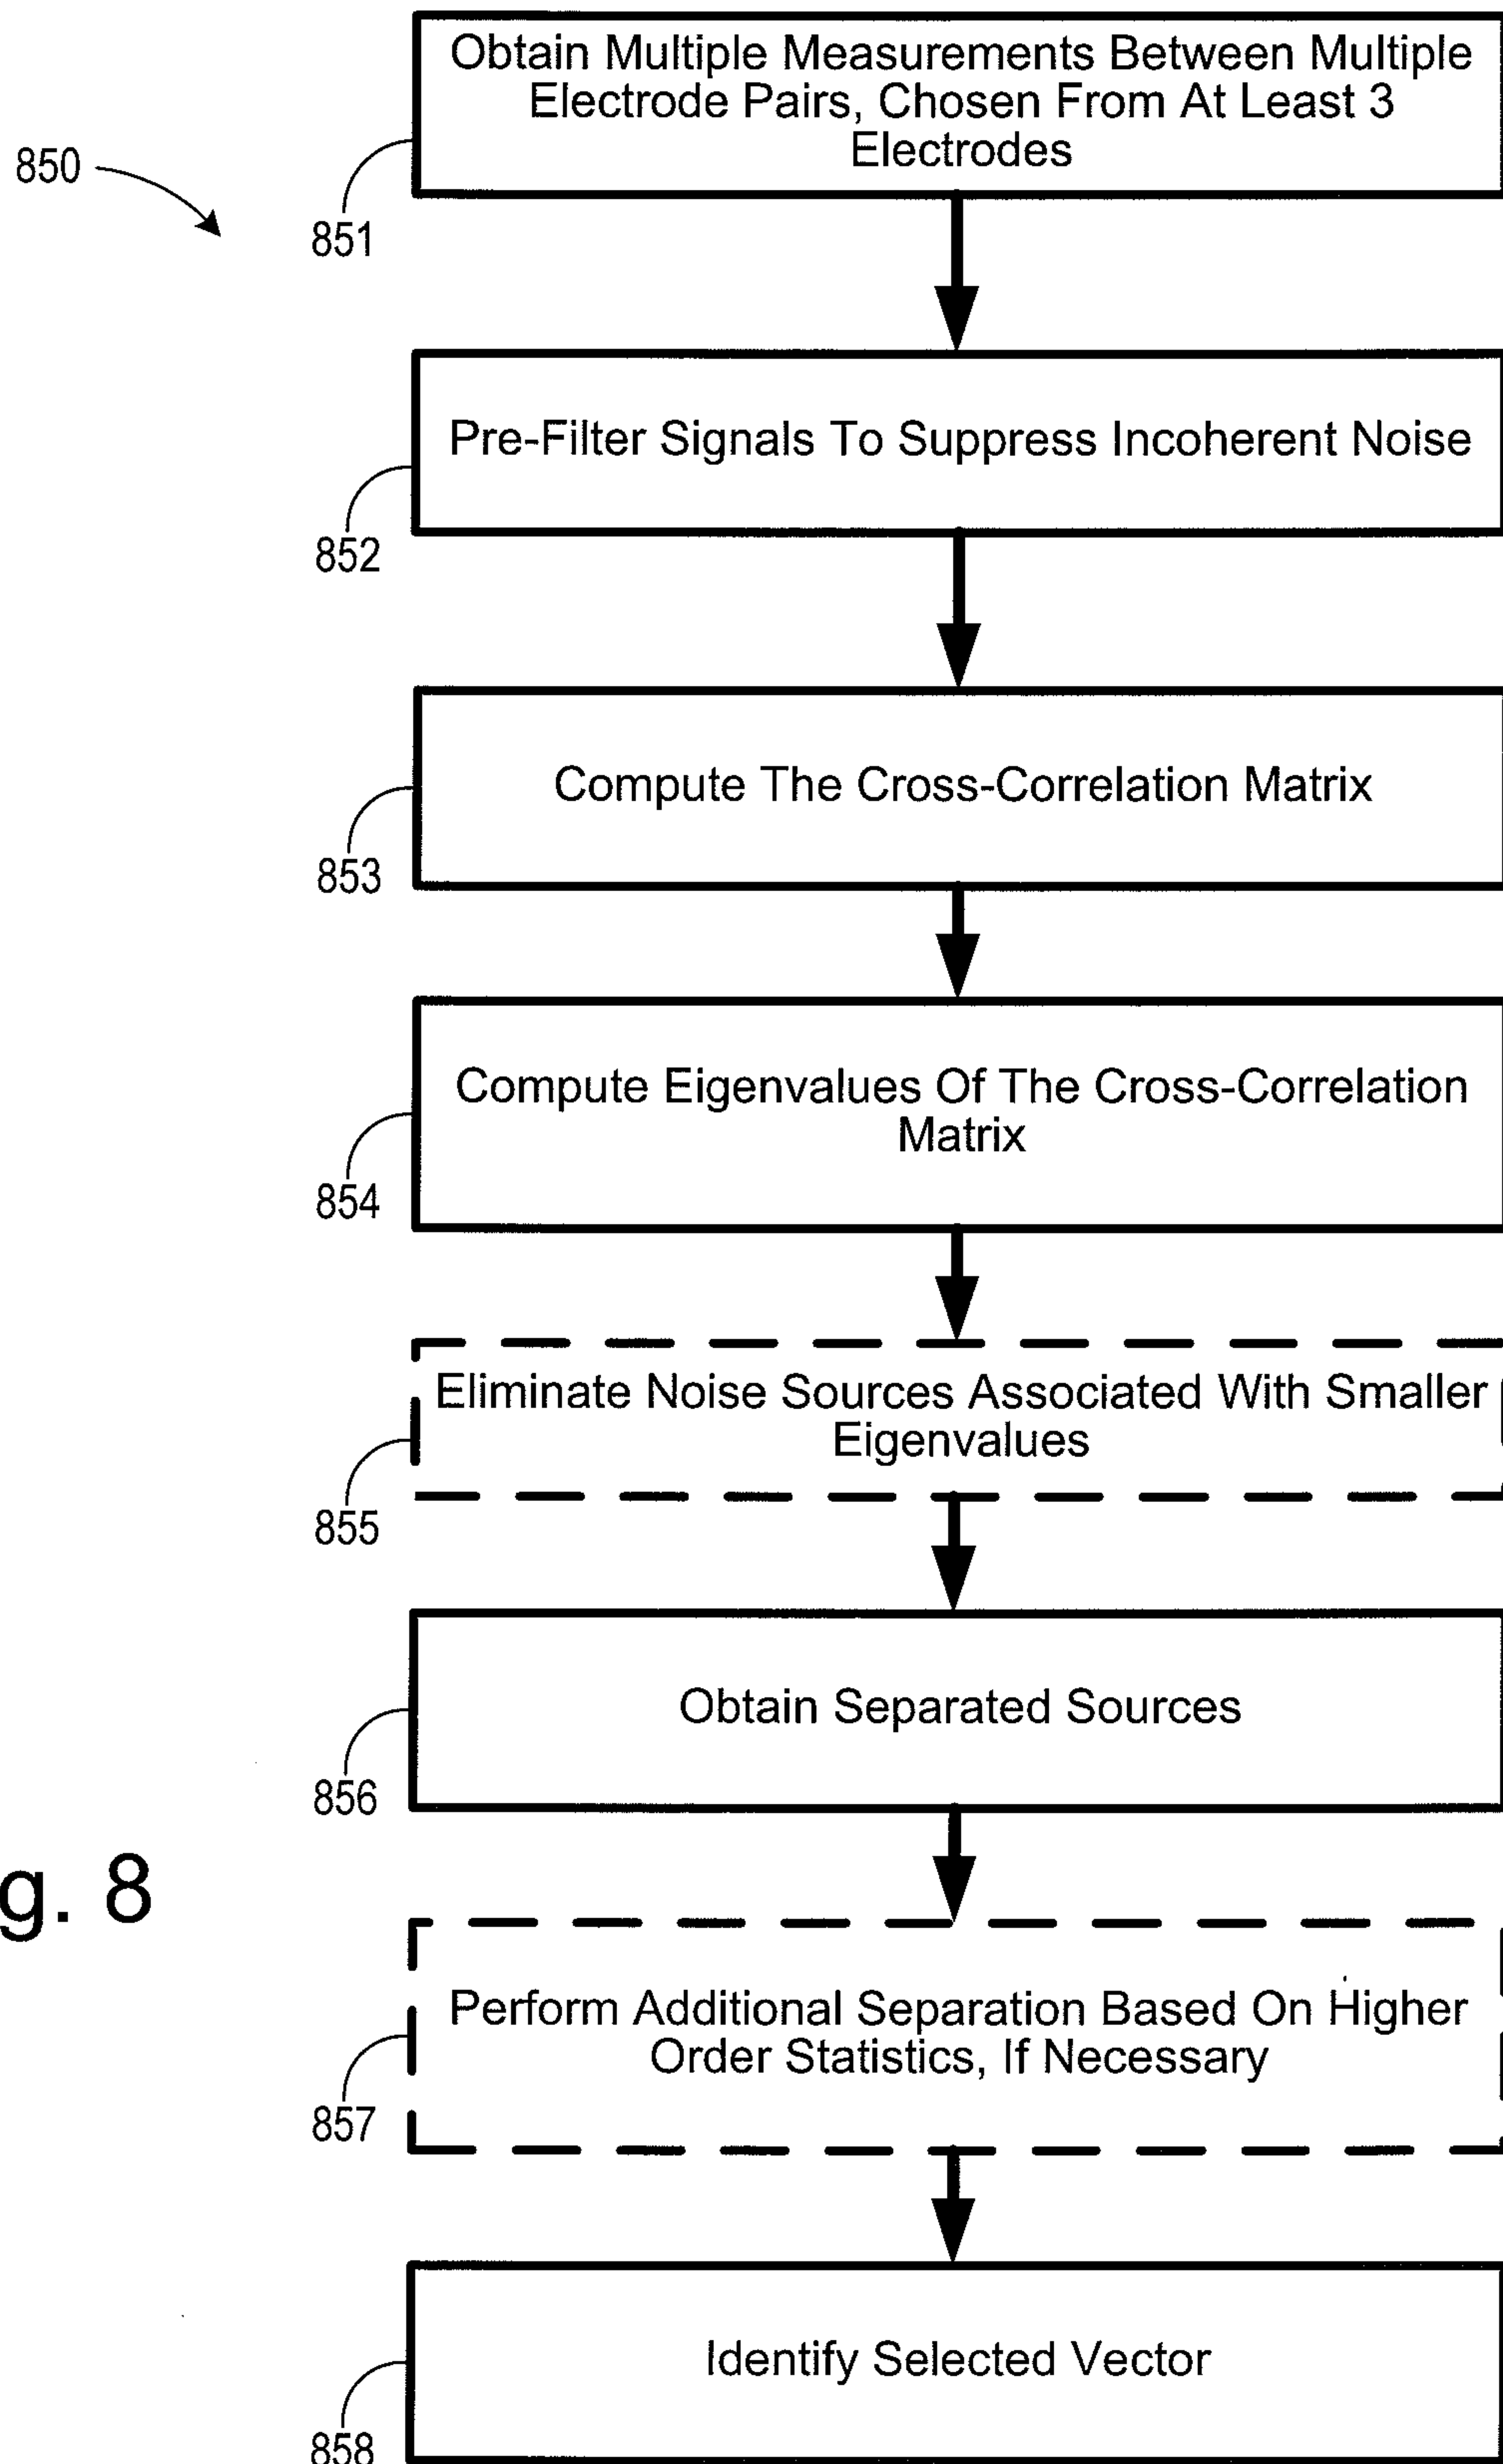 Obtain Multiple Measurements Between Multiple
Electrode Pairs, Chosen From At Least 3
Electrodes
850
851
Pre-Filter Signals To Suppress Incoherent Noise
852
Compute The Cross-Correlation Matrix
853
Compute Eigenvalues Of The Cross-Correlation
Matrix
854
Eliminate Noise Sources Associated With Smaller
Eigenvalues
855
Obtain Separated Sources
856
g. 8
Perform Additional Separation Based On Higher
Order Statistics, If Necessary
857
Identify Selected Vector
858